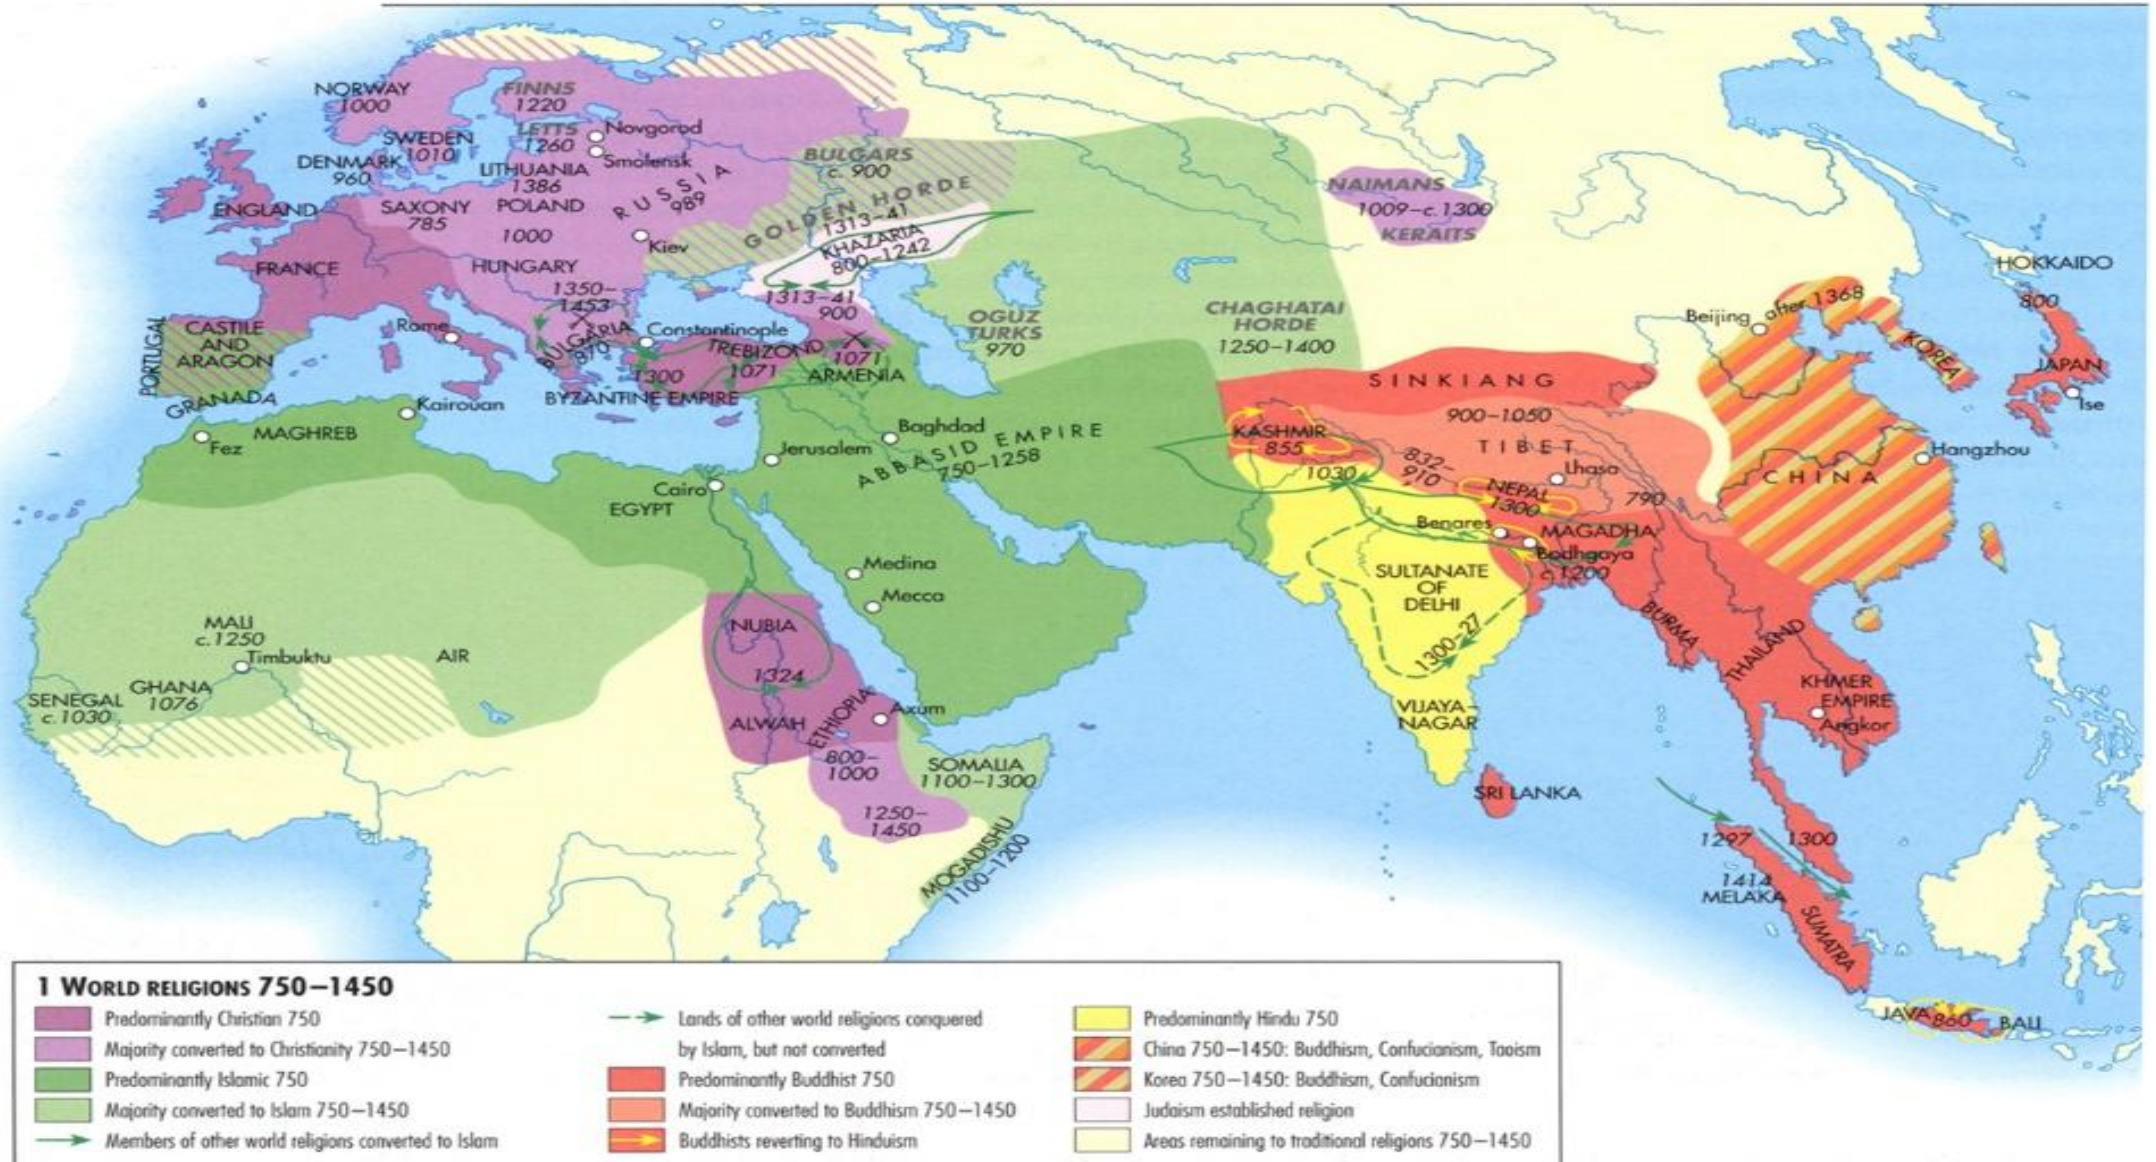 NORWAY
1000
FINNS
1220
SWEDEN
1010
LETTS
1260
Novgorod
Smolensk
DENMARK
960
LITHUANIA
1386
RUSSIA
989
BULGARS
c. 900
GOLDEN HORDE
1313–41
KHAZARIA
800–1242
NAIMANS
1009–c.1300
KERAITS
ENGLAND
SAXONY
785
POLAND
1000
Kiev
FRANCE
HUNGARY
1350–
1453
1313–41
900
HOKKAIDO
800
Beijing
after 1368
KOREA
JAPAN
Ise
PORTUGAL
CASTILE
AND
ARAGON
Rome
BULGARIA
870
Constantinople
TREBIZOND
1071
1071
ARMENIA
1300
BYZANTINE EMPIRE
OGUZ
TURKS
970
CHAGHATAI
HORDE
1250–1400
SINKIANG
900–1050
TIBET
GRANADA
Kairouan
MAGHREB
Fez
Baghdad
Jerusalem
ABBASID EMPIRE
750–1258
KASHMIR
855
1030
832–
910
Lhasa
NEPAL
1300
790
CHINA
Hangzhou
Cairo
EGYPT
Benares
MAGADHA
Bodhgaya
c.1200
Medina
Mecca
SULTANATE
OF
DELHI
1300–27
BURMA
THAILAND
KHMER
EMPIRE
Angkor
MALI
c.1250
Timbuktu
AIR
NUBIA
1324
SENEGAL
c.1030
GHANA
1076
ALWAH
ETHIOPIA
Axum
VIJAYA-
NAGAR
800–
1000
SOMALIA
1100–1300
1250–
1450
MOGADISHU
1100–1200
SRI LANKA
1297
1300
1414
MELAKA
SUMATRA
JAVA
860
BALI
1 WORLD RELIGIONS 750–1450
Predominantly Christian 750
Majority converted to Christianity 750–1450
Predominantly Islamic 750
Majority converted to Islam 750–1450
Members of other world religions converted to Islam
Lands of other world religions conquered
by Islam, but not converted
Predominantly Buddhist 750
Majority converted to Buddhism 750–1450
Buddhists reverting to Hinduism
Predominantly Hindu 750
China 750–1450: Buddhism, Confucianism, Taoism
Korea 750–1450: Buddhism, Confucianism
Judaism established religion
Areas remaining to traditional religions 750–1450